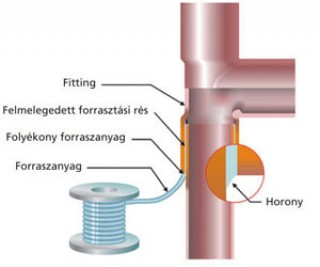 Fitting
Felmelegedett forrasztási rés
Folyékony forraszanyag
Forraszanyag
Horony